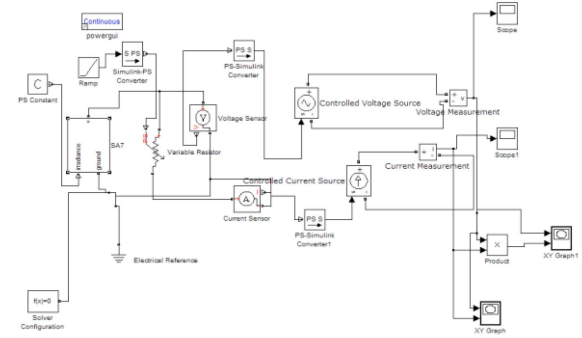 Continuous
powergui
Ramp
S PS
Simulink-PS
Converter
C
PS Constant
irradiance
ground
SA7
PS
Variable Resistor
V
Voltage Sensor
PS S
PS-Simulink
Converter
Controlled Voltage Source
v
Voltage Measurement
Scope
Scope1
i
Current Measurement
Controlled Current Source
A
Current Sensor
PS S
PS-Simulink
Converter1
Electrical Reference
f(x)=0
Solver
Configuration
×
Product
XY Graph1
XY Graph